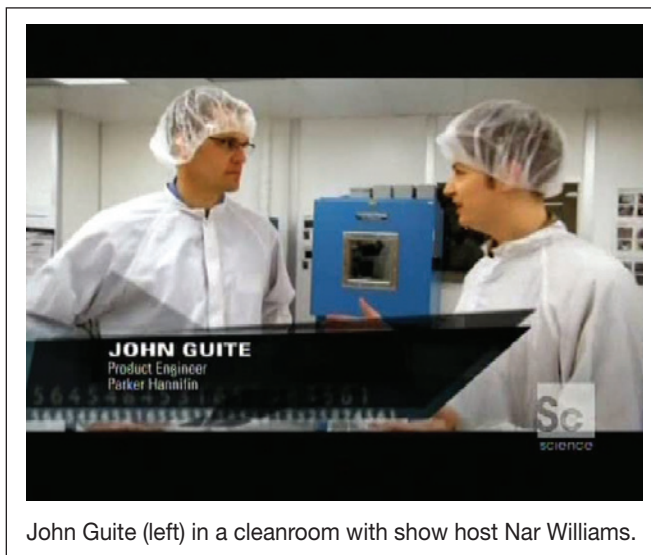 JOHN GUITE
Product Engineer
Parker Hannifin
Sc
science
John Guite (left) in a cleanroom with show host Nar Williams.